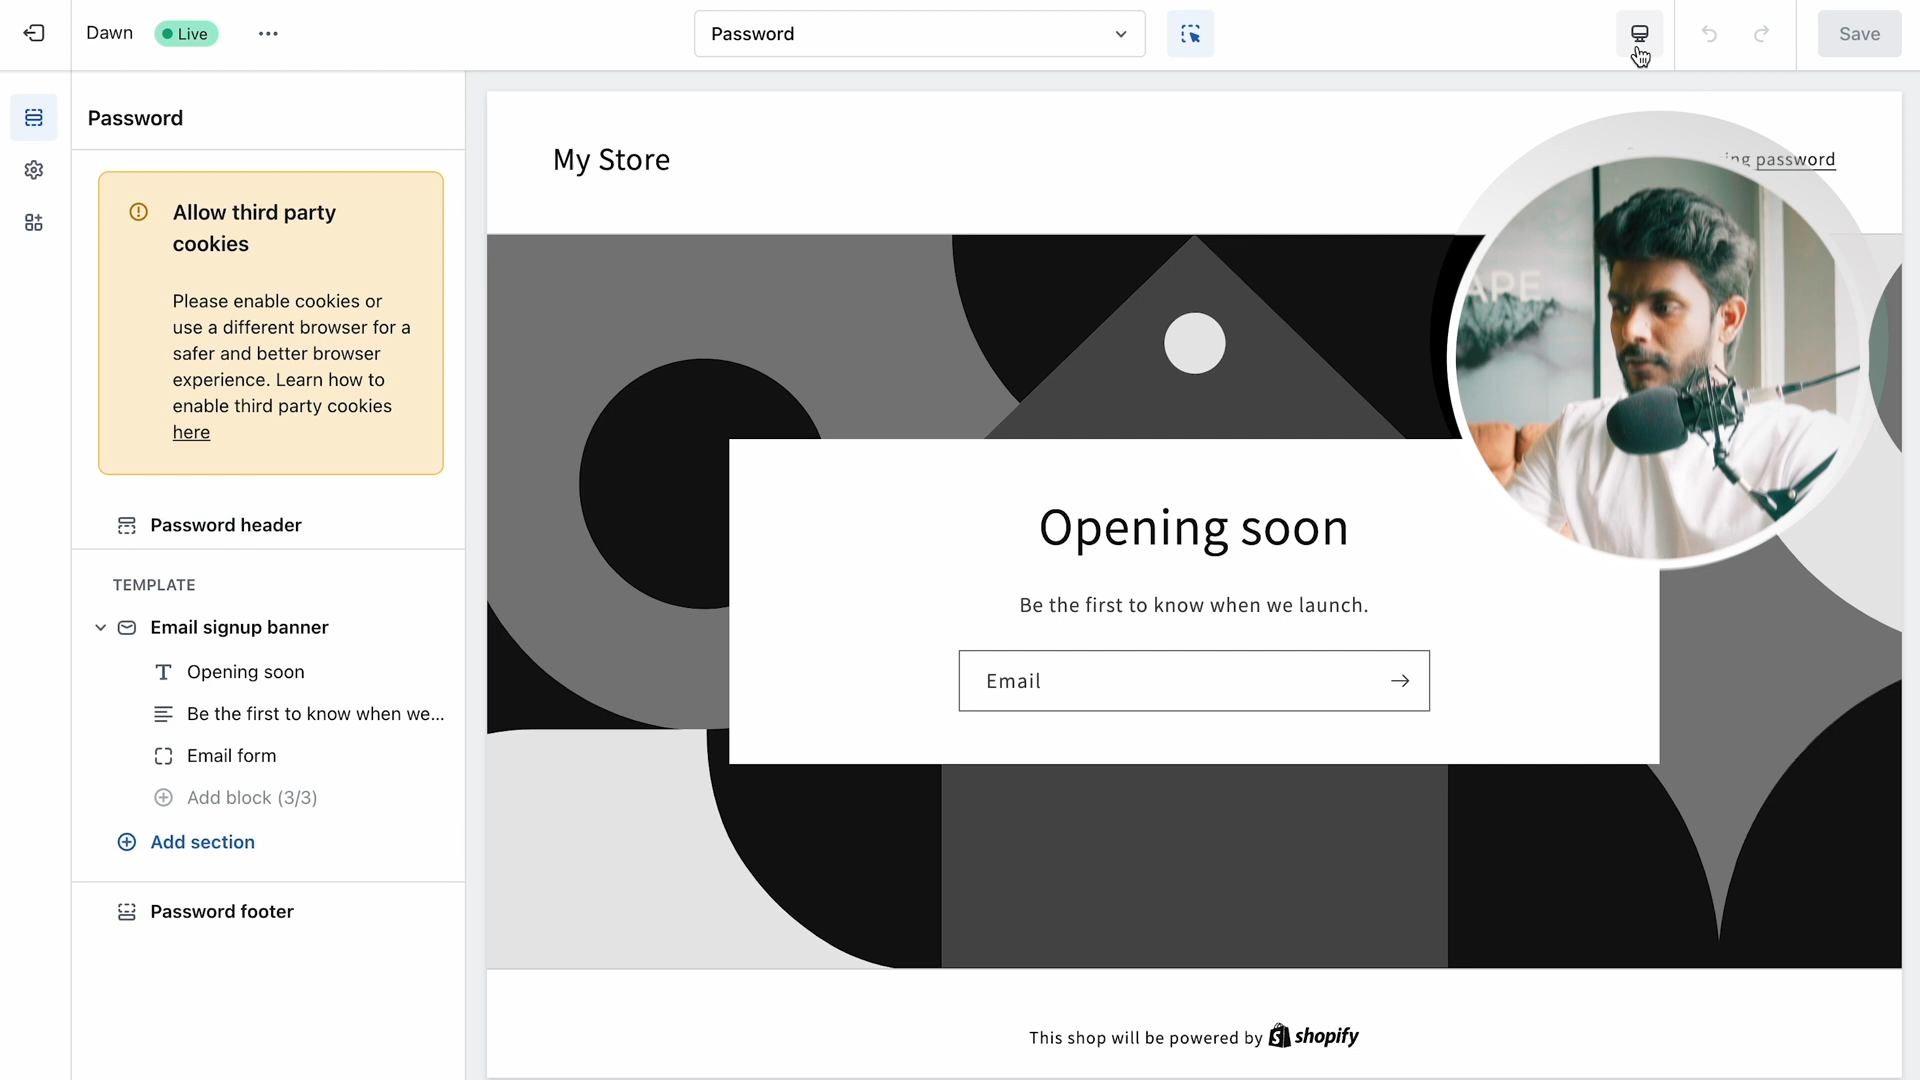 Dawn
Live
Password
Save
Password
Allow third party
cookies
Please enable cookies or
use a different browser for a
safer and better browser
experience. Learn how to
enable third party cookies
here
Password header
TEMPLATE
Email signup banner
Opening soon
Be the first to know when we...
Email form
Add block (3/3)
Add section
Password footer
My Store
password
Opening soon
Be the first to know when we launch.
Email
This shop will be powered by shopify